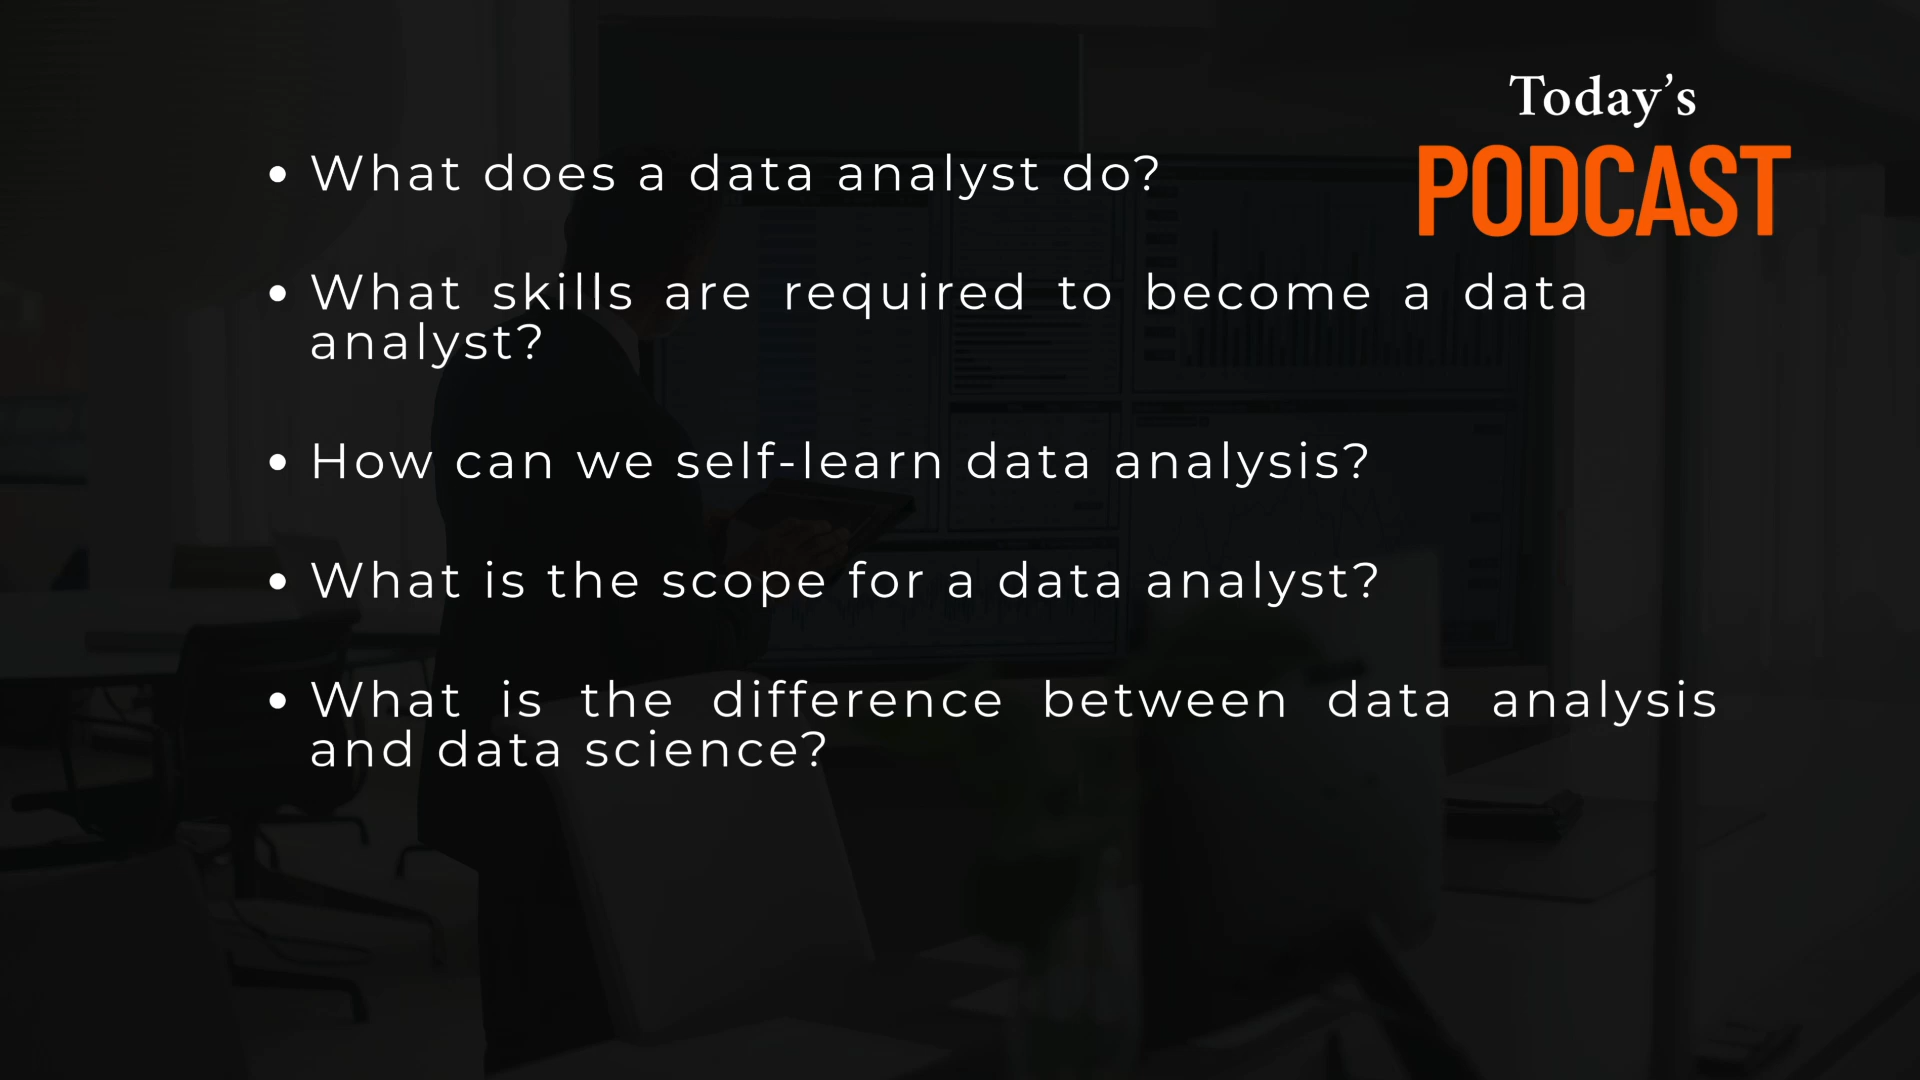 Today's
PODCAST
• What does a data analyst do?
• What skills are required to become a data
analyst?
• How can we self-learn data analysis?
• What is the scope for a data analyst?
• What is the difference between data analysis
and data science?